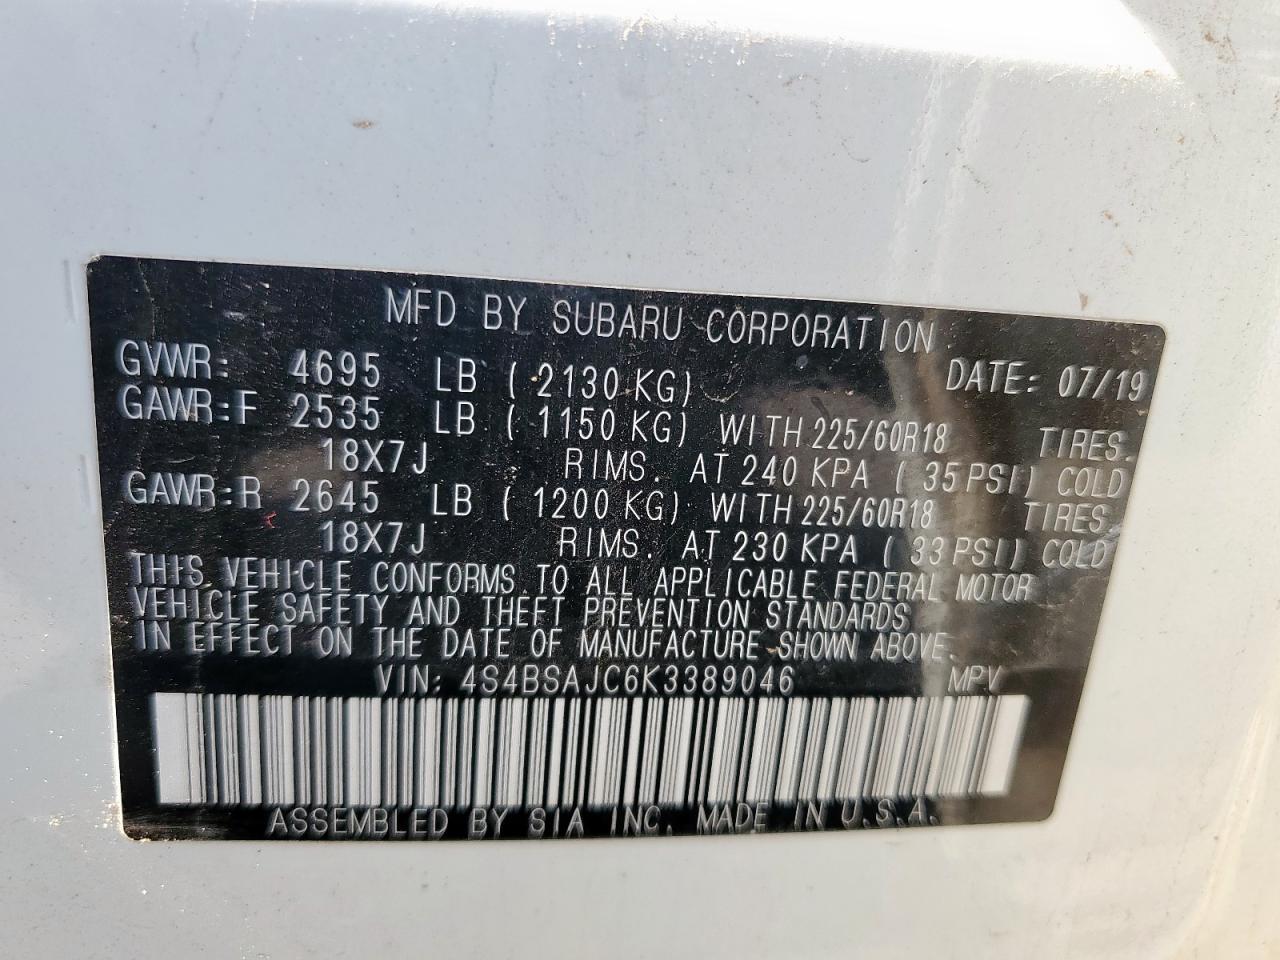 MFD BY SUBARU CORPORATION
GVWR: 4695 LB ( 2130 KG) DATE: 07/19
GAWR:F 2535 LB ( 1150 KG) WITH 225/60R18 TIRES.
18X7J RIMS. AT 240 KPA ( 35 PSI) COLD
GAWR:R 2645 LB ( 1200 KG) WITH 225/60R18 TIRES
18X7J RIMS. AT 230 KPA ( 33 PSI) COLD
THIS VEHICLE CONFORMS TO ALL APPLICABLE FEDERAL MOTOR
VEHICLE SAFETY AND THEFT PREVENTION STANDARDS
IN EFFECT ON THE DATE OF MANUFACTURE SHOWN ABOVE.
VIN: 4S4BSAJC6K3389046 MPV
ASSEMBLED BY SIA INC. MADE IN U.S.A.